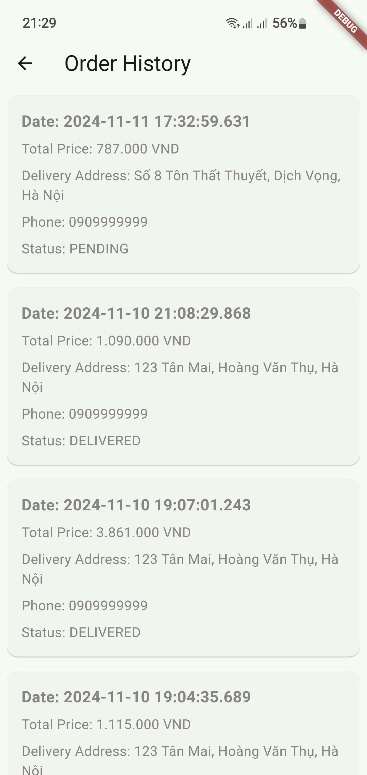 21:29
56%
DEBUG
Order History
Date: 2024-11-11 17:32:59.631
Total Price: 787.000 VND
Delivery Address: Số 8 Tôn Thất Thuyết, Dịch Vọng,
Hà Nội
Phone: 0909999999
Status: PENDING
Date: 2024-11-10 21:08:29.868
Total Price: 1.090.000 VND
Delivery Address: 123 Tân Mai, Hoàng Văn Thụ, Hà
Nội
Phone: 0909999999
Status: DELIVERED
Date: 2024-11-10 19:07:01.243
Total Price: 3.861.000 VND
Delivery Address: 123 Tân Mai, Hoàng Văn Thụ, Hà
Nội
Phone: 0909999999
Status: DELIVERED
Date: 2024-11-10 19:04:35.689
Total Price: 1.115.000 VND
Delivery Address: 123 Tân Mai, Hoàng Văn Thụ, Hà
Nội